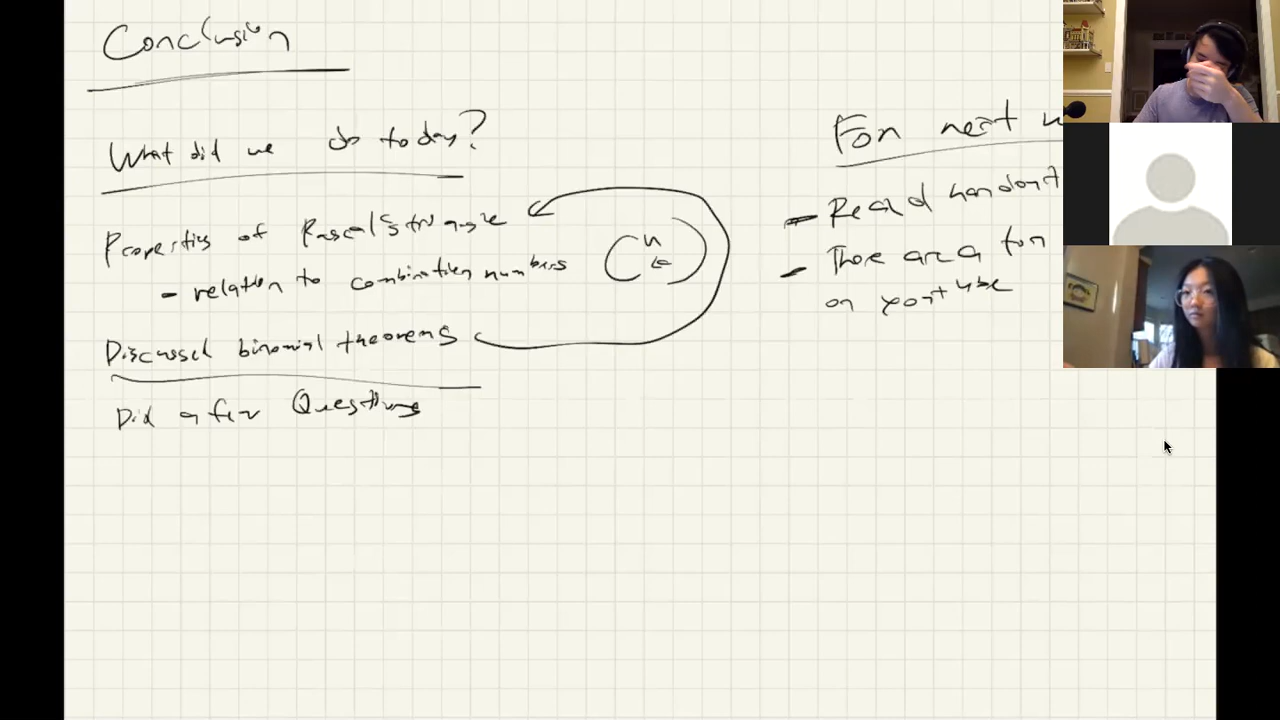 Conclusion
What did we do today?
Properties of Pascal's triangle
- relation to combination numbers
(n
k)
Discussed binomial theorems
Did a few Questions
For next
- Read handout
- There are a ton
on youtube